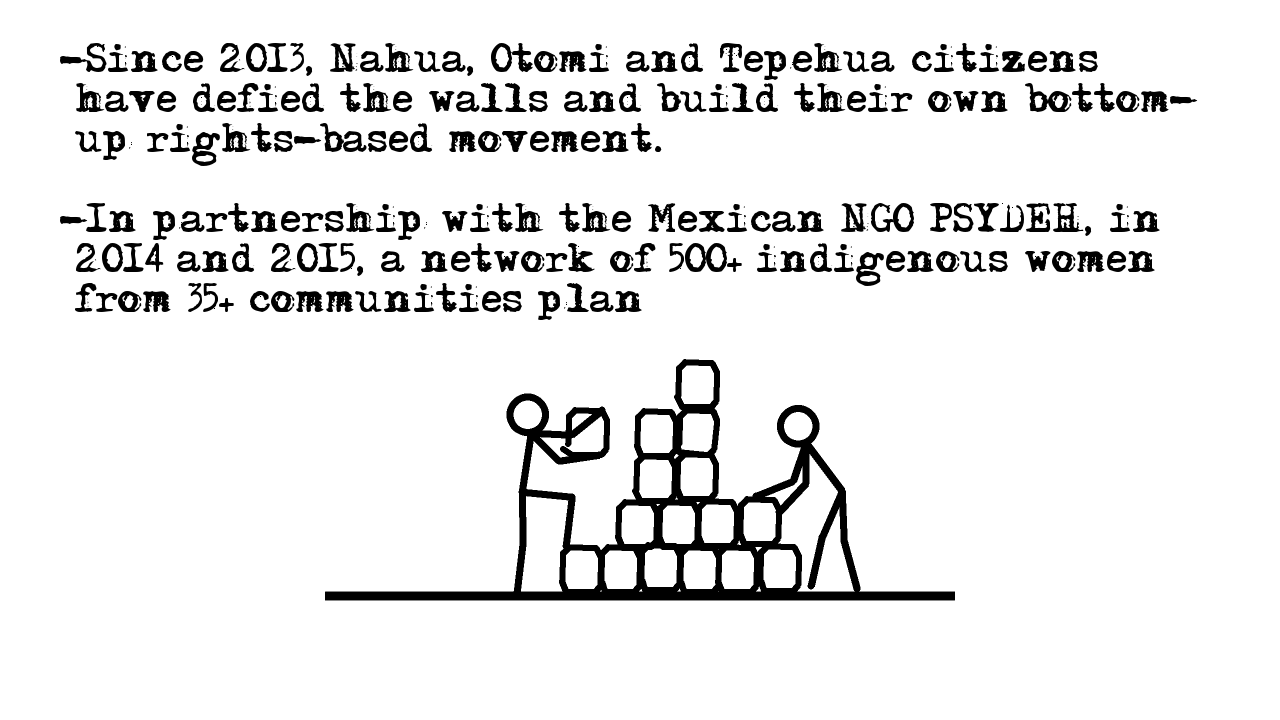 -Since 2013, Nahua, Otomi and Tepehua citizens
have defied the walls and build their own bottom-
up rights-based movement.
-In partnership with the Mexican NGO PSYDEH, in
2014 and 2015, a network of 500+ indigenous women
from 35+ communities plan